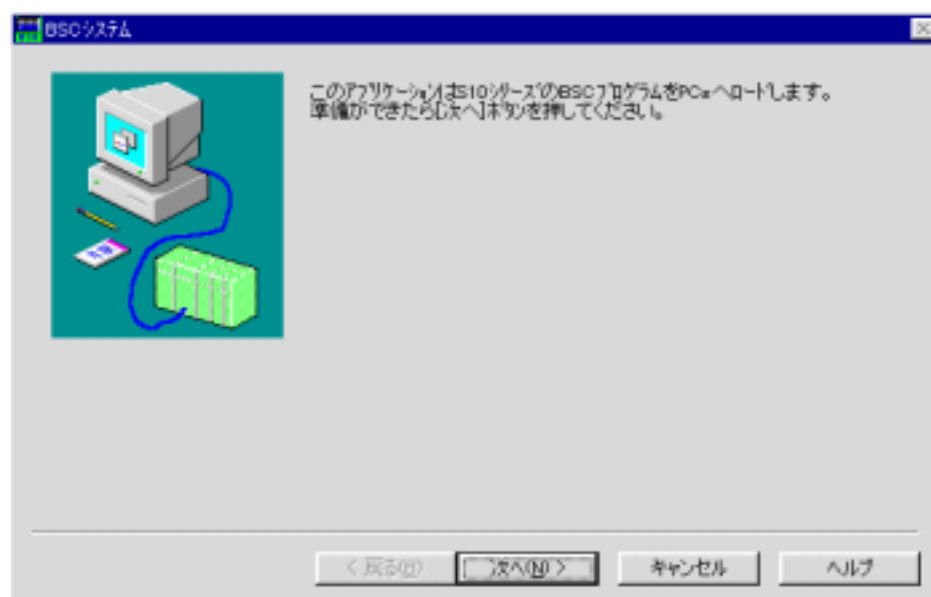 BSCシステム
このアプリケーションはS10シリーズのBSCプログラムをPCsへロードします。
準備ができたら[次へ]ボタンを押してください。
< 戻る(B)
次へ(N) >
キャンセル
ヘルプ